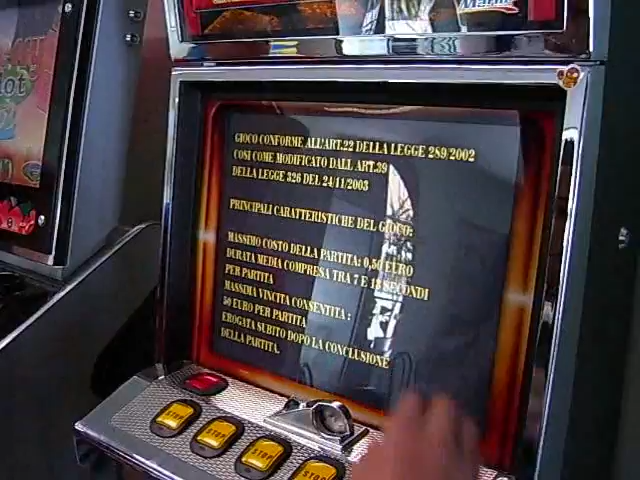 GIOCO CONFORME ALL'ART.22 DELLA LEGGE 289/2002
COSI COME MODIFICATO DALL ART.39
DELLA LEGGE 326 DEL 24/11/2003
PRINCIPALI CARATTERISTICHE DEL GIOCO:
MASSIMO COSTO DELLA PARTITA: 0,50 EURO
DURATA MEDIA COMPRESA TRA 7 E 13 SECONDI
PER PARTITA
MASSIMA VINCITA CONSENTITA :
50 EURO PER PARTITA
EROGATA SUBITO DOPO LA CONCLUSIONE
DELLA PARTITA.
STOP
STOP
STOP
STOP